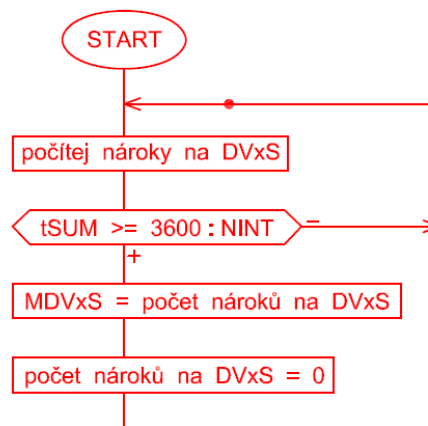 START
počítej nároky na DVxS
tSUM >= 3600 : NINT
–
+
MDVxS = počet nároků na DVxS
počet nároků na DVxS = 0